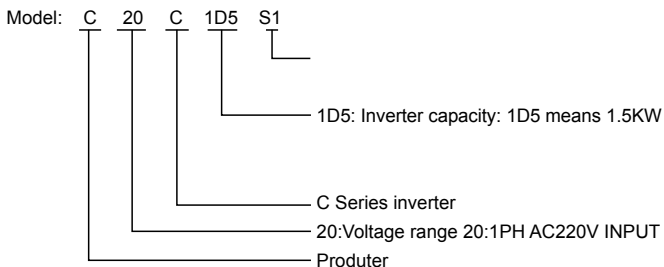 Model: C 20 C 1D5 S1
1D5: Inverter capacity: 1D5 means 1.5KW
C Series inverter
20:Voltage range 20:1PH AC220V INPUT
Produter